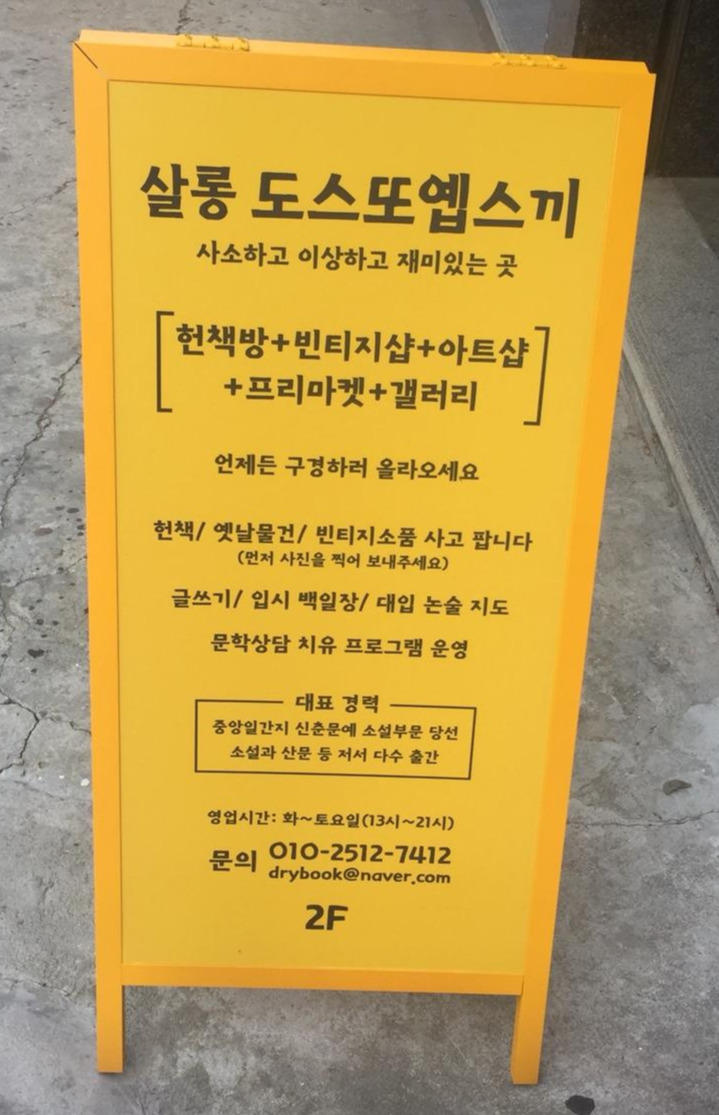 살롱 도스또옙스끼
사소하고 이상하고 재미있는 곳
[헌책방+빈티지샵+아트샵
+프리마켓+갤러리]
언제든 구경하러 올라오세요
헌책/ 옛날물건/ 빈티지소품 사고 팝니다
(먼저 사진을 찍어 보내주세요)
글쓰기/ 입시 백일장/ 대입 논술 지도
문학상담 치유 프로그램 운영
대표 경력
중앙일간지 신춘문예 소설부문 당선
소설과 산문 등 저서 다수 출간
영업시간: 화~토요일(13시~21시)
문의 010-2512-7412
drybook@naver.com
2F